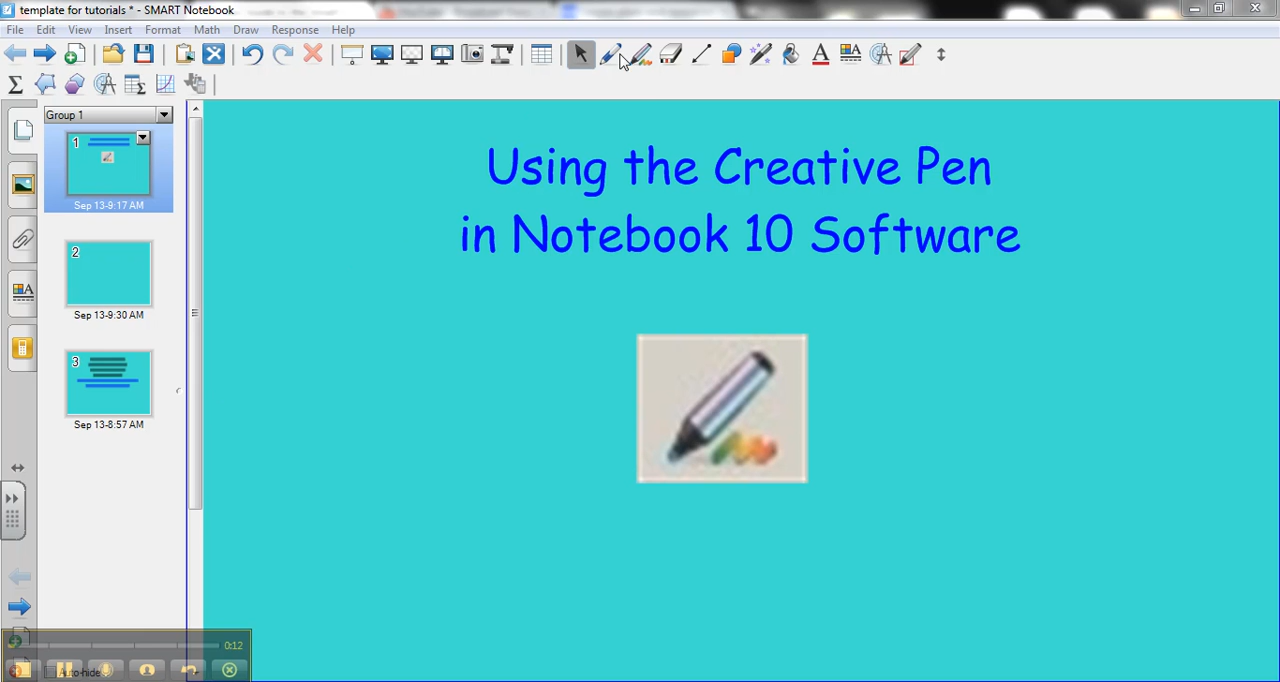 template for tutorials * - SMART Notebook
File Edit View Insert Format Math Draw Response Help
Group 1
1
Sep 13-9:17 AM
2
Sep 13-9:30 AM
3
Sep 13-8:57 AM
Using the Creative Pen
in Notebook 10 Software
0:12
Auto-hide